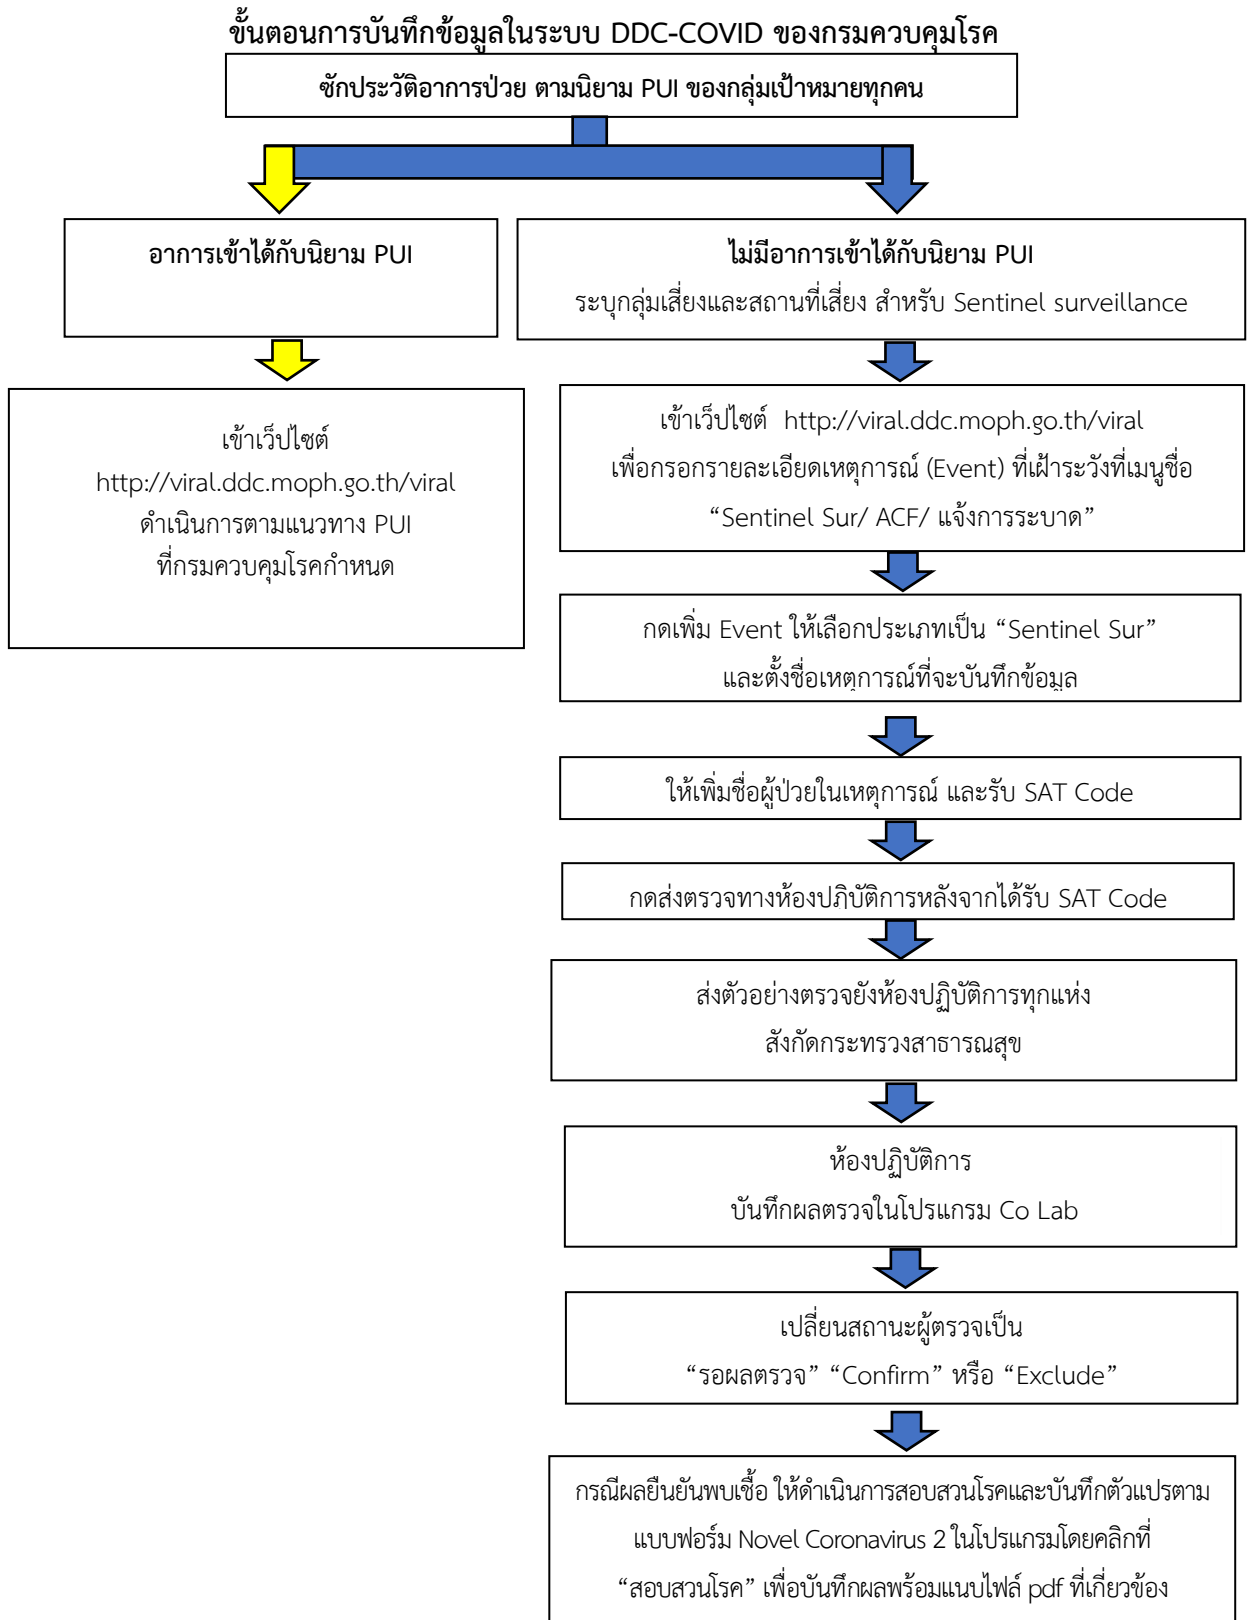 ขั้นตอนการบันทึกข้อมูลในระบบ DDC-COVID ของกรมควบคุมโรค
ซักประวัติอาการป่วย ตามนิยาม PUI ของกลุ่มเป้าหมายทุกคน
อาการเข้าได้กับนิยาม PUI
ไม่มีอาการเข้าได้กับนิยาม PUI
ระบุกลุ่มเสี่ยงและสถานที่เสี่ยง สำหรับ Sentinel surveillance
เข้าเว็ปไซต์
http://viral.ddc.moph.go.th/viral
ดำเนินการตามแนวทาง PUI
ที่กรมควบคุมโรคกำหนด
เข้าเว็ปไซต์ http://viral.ddc.moph.go.th/viral
เพื่อกรอกรายละเอียดเหตุการณ์ (Event) ที่เฝ้าระวังที่เมนูชื่อ
“Sentinel Sur/ ACF/ แจ้งการระบาด”
กดเพิ่ม Event ให้เลือกประเภทเป็น “Sentinel Sur”
และตั้งชื่อเหตุการณ์ที่จะบันทึกข้อมูล
ให้เพิ่มชื่อผู้ป่วยในเหตุการณ์ และรับ SAT Code
กดส่งตรวจทางห้องปฏิบัติการหลังจากได้รับ SAT Code
ส่งตัวอย่างตรวจยังห้องปฏิบัติการทุกแห่ง
สังกัดกระทรวงสาธารณสุข
ห้องปฏิบัติการ
บันทึกผลตรวจในโปรแกรม Co Lab
เปลี่ยนสถานะผู้ตรวจเป็น
“รอผลตรวจ” “Confirm” หรือ “Exclude”
กรณีผลยืนยันพบเชื้อ ให้ดำเนินการสอบสวนโรคและบันทึกตัวแปรตาม
แบบฟอร์ม Novel Coronavirus 2 ในโปรแกรมโดยคลิกที่
“สอบสวนโรค” เพื่อบันทึกผลพร้อมแนบไฟล์ pdf ที่เกี่ยวข้อง